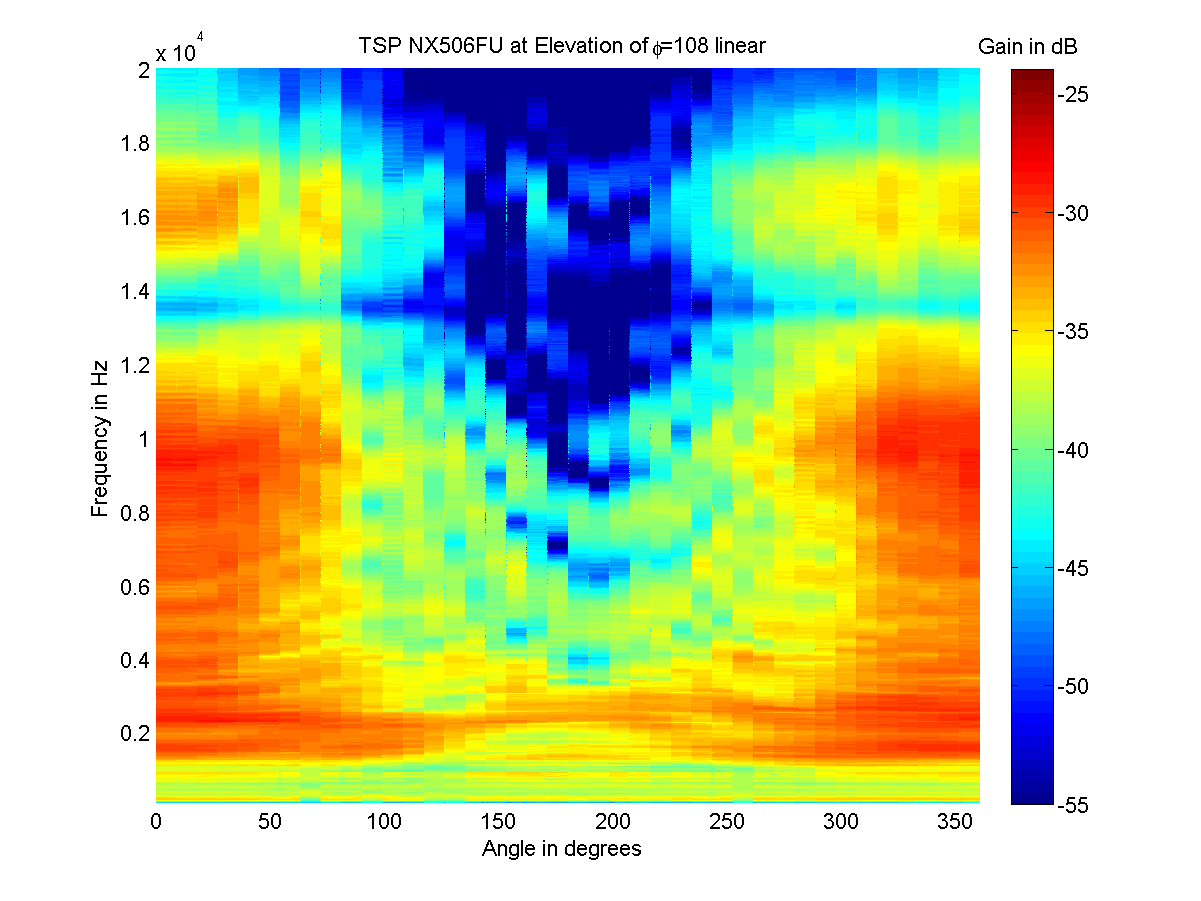 TSP NX506FU at Elevation of ϕ=108 linear
Gain in dB
x 10^4
2
1.8
1.6
1.4
1.2
1
0.8
0.6
0.4
0.2
Frequency in Hz
0 50 100 150 200 250 300 350
Angle in degrees
-25
-30
-35
-40
-45
-50
-55